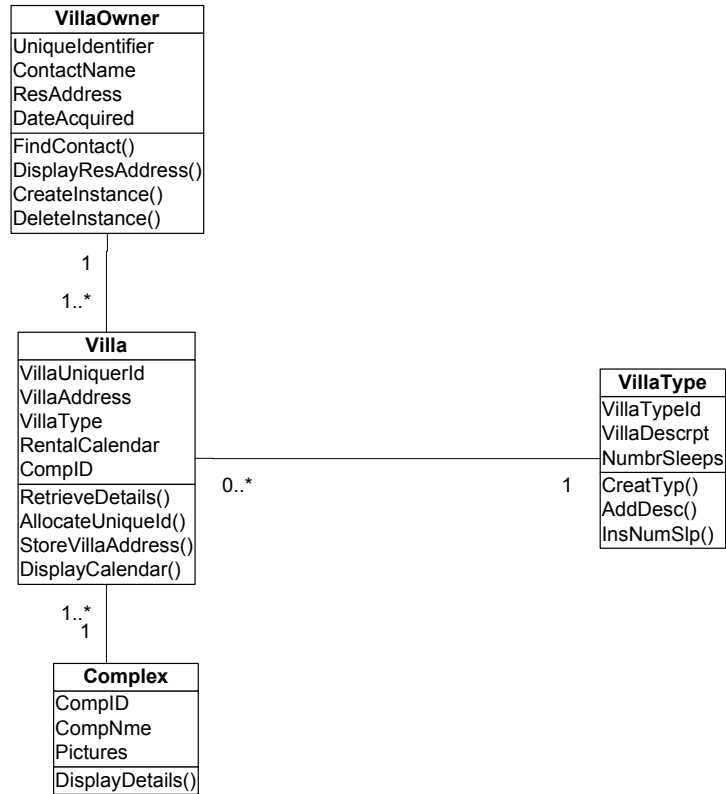 VillaOwner
UniqueIdentifier
ContactName
ResAddress
DateAcquired
FindContact()
DisplayResAddress()
CreateInstance()
DeleteInstance()
1
1..*
Villa
VillaUniquerId
VillaAddress
VillaType
RentalCalendar
CompID
RetrieveDetails()
AllocateUniqueId()
StoreVillaAddress()
DisplayCalendar()
0..*
1
VillaType
VillaTypeId
VillaDescrpt
NumbrSleeps
CreatTyp()
AddDesc()
InsNumSlp()
1..*
1
Complex
CompID
CompNme
Pictures
DisplayDetails()